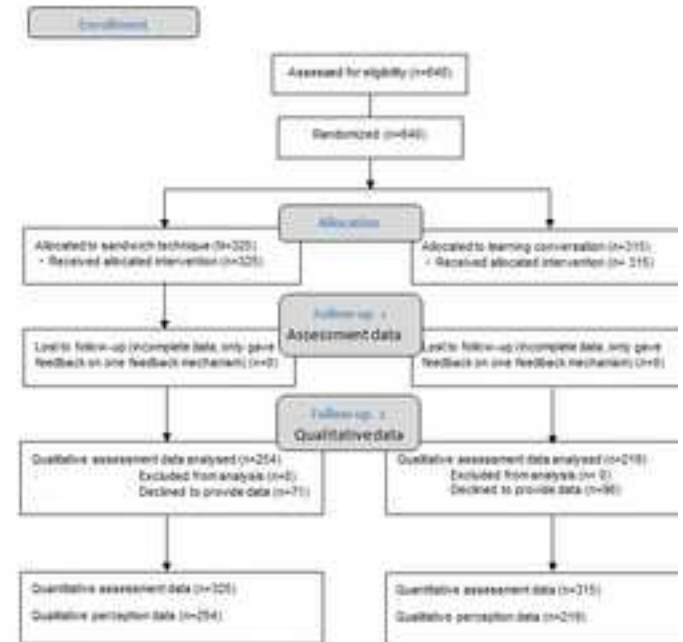 Enrollment
Assessed for eligibility (n=640)
Randomized (n=640)
Allocation
Allocated to sandwich technique (N=325)
• Received allocated intervention (n=325)
Allocated to learning conversation (n=315)
• Received allocated intervention (n= 315)
Follow-up
Assessment data
Lost to follow-up (incomplete data, only gave
feedback on one feedback mechanism) (n=0)
Lost to follow-up (incomplete data, only gave
feedback on one feedback mechanism) (n=0)
Follow-up
Qualitative data
Qualitative assessment data analysed (n=254)
Excluded from analysis (n=0)
Declined to provide data (n=71)
Qualitative assessment data analysed (n=219)
Excluded from analysis (n= 0)
Declined to provide data (n=96)
Quantitative assessment data (n=325)
Qualitative perception data (n=254)
Quantitative assessment data (n=315)
Qualitative perception data (n=219)